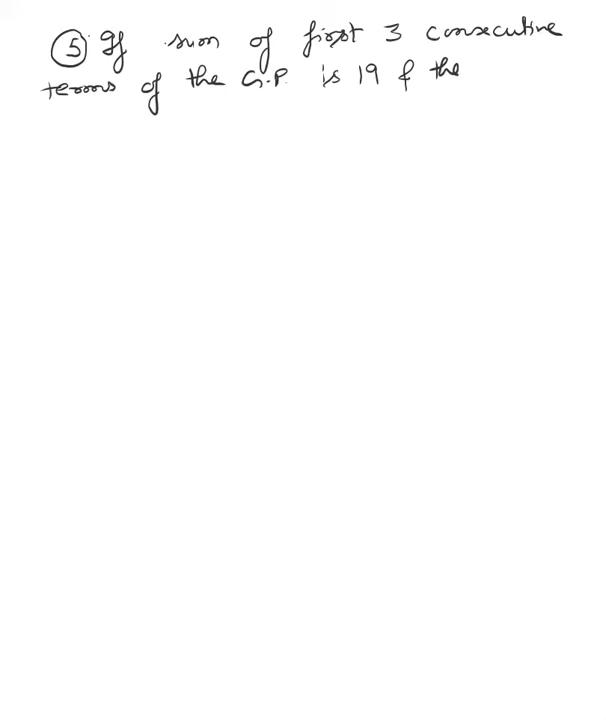 ⑤ If sum of first 3 consecutive
terms of the G.P. is 19 & the